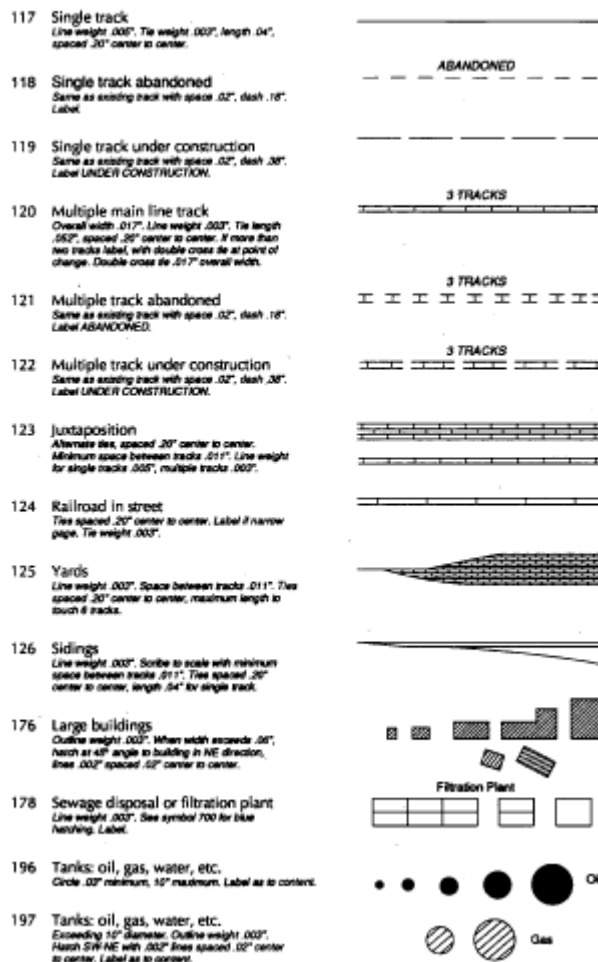 117 Single track
Line weight .005". Tie weight .003", length .04",
spaced .20" center to center.
ABANDONED
118 Single track abandoned
Same as existing track with space .02", dash .18".
Label.
119 Single track under construction
Same as existing track with space .02", dash .38".
Label UNDER CONSTRUCTION.
3 TRACKS
120 Multiple main line track
Overall width .017". Line weight .003". Tie length
.052", spaced .20" center to center. If more than
two tracks label, with double cross tie at point of
change. Double cross tie .017" overall width.
3 TRACKS
121 Multiple track abandoned
Same as existing track with space .02", dash .18".
Label ABANDONED.
3 TRACKS
122 Multiple track under construction
Same as existing track with space .02", dash .38".
Label UNDER CONSTRUCTION.
123 Juxtaposition
Alternate ties, spaced .20" center to center.
Minimum space between tracks .011". Line weight
for single tracks .005", multiple tracks .003".
124 Railroad in street
Ties spaced .20" center to center. Label if narrow
gage. Tie weight .003".
125 Yards
Line weight .003". Space between tracks .011". Ties
spaced .20" center to center, maximum length to
touch 6 tracks.
126 Sidings
Line weight .003". Scribe to scale with minimum
space between tracks .011". Ties spaced .20"
center to center, length .04" for single track.
176 Large buildings
Outline weight .003". When width exceeds .06",
hatch at 45° angle to building in NE direction,
lines .002" spaced .02" center to center.
Filtration Plant
178 Sewage disposal or filtration plant
Line weight .003". See symbol 700 for blue
hatching. Label.
196 Tanks: oil, gas, water, etc.
Circle .03" minimum, .10" maximum. Label as to content.
197 Tanks: oil, gas, water, etc.
Exceeding .10" diameter. Outline weight .003".
Hatch SW-NE with .002" lines spaced .02" center
to center. Label as to content.
Gas